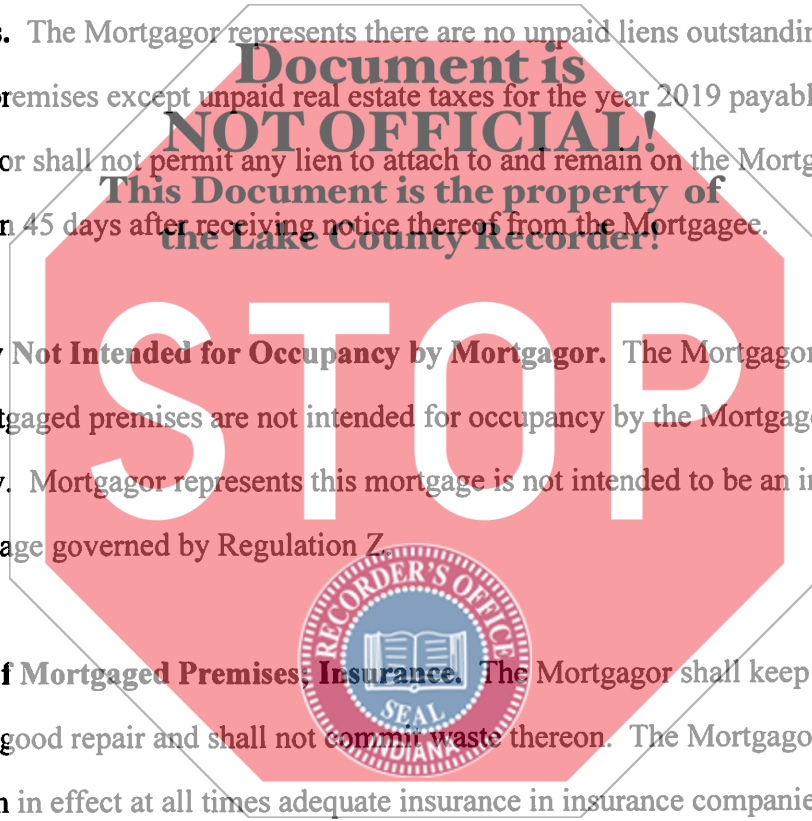 s. The Mortgagor represents there are no unpaid liens outstandin
Document is
remises except unpaid real estate taxes for the year 2019 payabl
NOT OFFICIAL!
or shall not permit any lien to attach to and remain on the Mortg
This Document is the property of
n 45 days after receiving notice thereof from the Mortgagee.
the Lake County Recorder!
STOP
y Not Intended for Occupancy by Mortgagor. The Mortgagor
tgaged premises are not intended for occupancy by the Mortgag
y. Mortgagor represents this mortgage is not intended to be an in
age governed by Regulation Z.
RECORDER'S OFFICE
SEAL
INDIANA
f Mortgaged Premises; Insurance. The Mortgagor shall keep
good repair and shall not commit waste thereon. The Mortgago
n in effect at all times adequate insurance in insurance companie